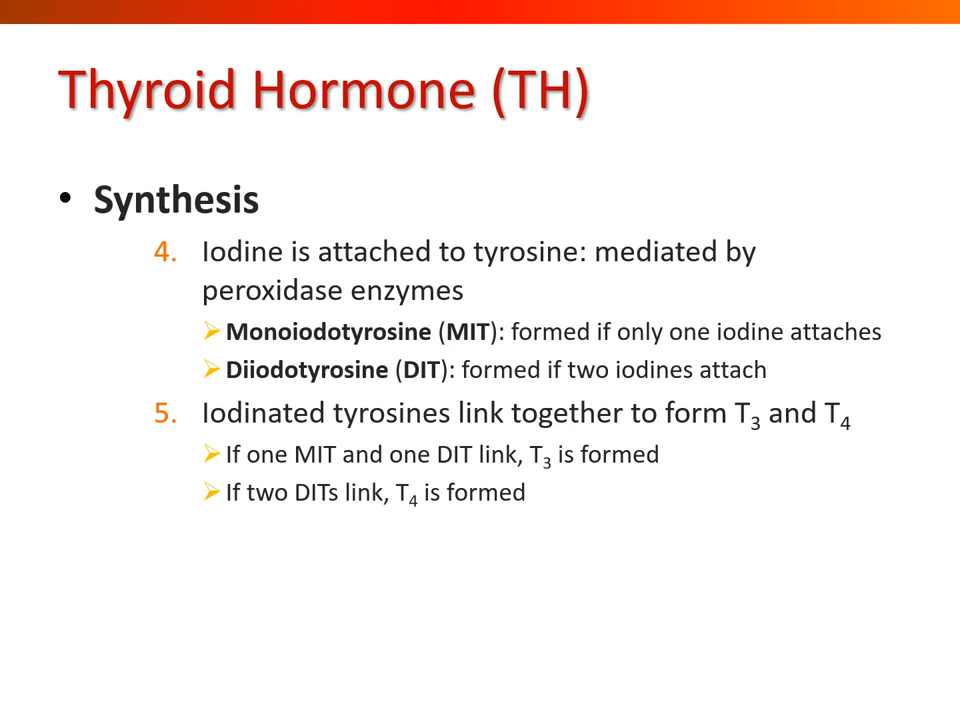 Thyroid Hormone (TH)
• Synthesis
4. Iodine is attached to tyrosine: mediated by
peroxidase enzymes
➢ Monoiodotyrosine (MIT): formed if only one iodine attaches
➢ Diiodotyrosine (DIT): formed if two iodines attach
5. Iodinated tyrosines link together to form T₃ and T₄
➢ If one MIT and one DIT link, T₃ is formed
➢ If two DITs link, T₄ is formed